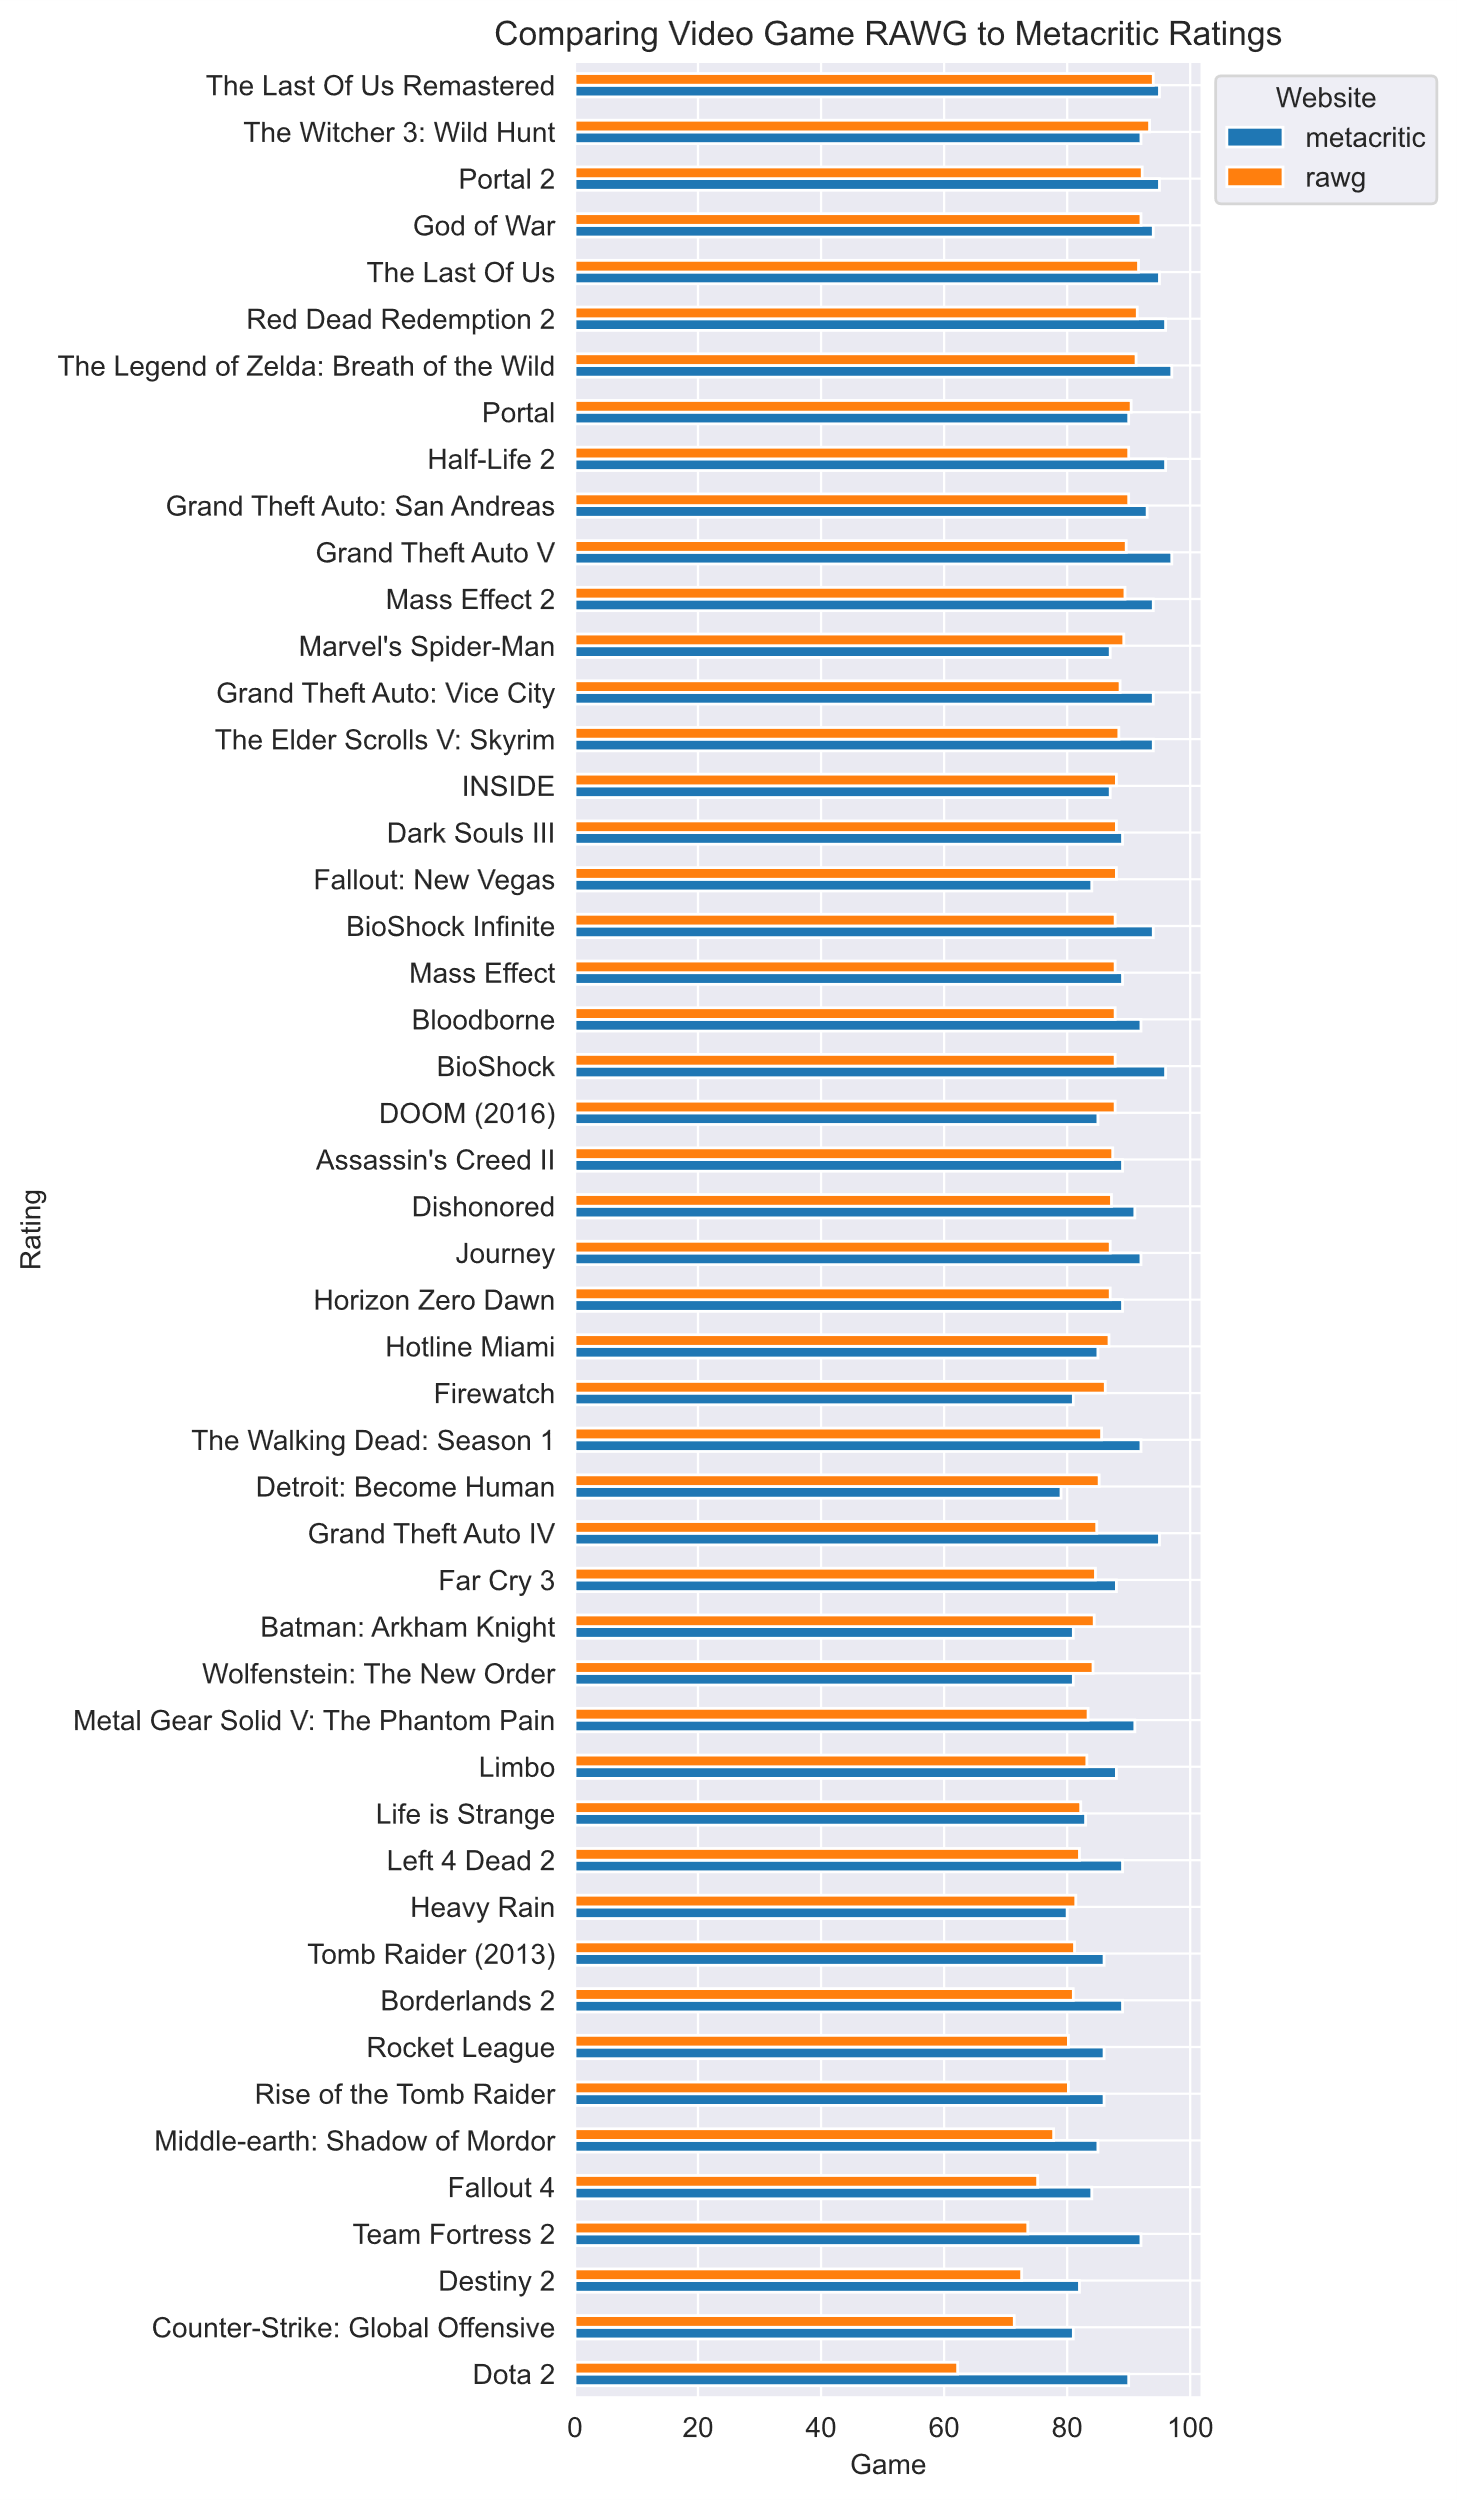 Comparing Video Game RAWG to Metacritic Ratings
Website
metacritic
rawg
The Last Of Us Remastered
The Witcher 3: Wild Hunt
Portal 2
God of War
The Last Of Us
Red Dead Redemption 2
The Legend of Zelda: Breath of the Wild
Portal
Half-Life 2
Grand Theft Auto: San Andreas
Grand Theft Auto V
Mass Effect 2
Marvel's Spider-Man
Grand Theft Auto: Vice City
The Elder Scrolls V: Skyrim
INSIDE
Dark Souls III
Fallout: New Vegas
BioShock Infinite
Mass Effect
Bloodborne
BioShock
DOOM (2016)
Assassin's Creed II
Dishonored
Journey
Horizon Zero Dawn
Hotline Miami
Firewatch
The Walking Dead: Season 1
Detroit: Become Human
Grand Theft Auto IV
Far Cry 3
Batman: Arkham Knight
Wolfenstein: The New Order
Metal Gear Solid V: The Phantom Pain
Limbo
Life is Strange
Left 4 Dead 2
Heavy Rain
Tomb Raider (2013)
Borderlands 2
Rocket League
Rise of the Tomb Raider
Middle-earth: Shadow of Mordor
Fallout 4
Team Fortress 2
Destiny 2
Counter-Strike: Global Offensive
Dota 2
Rating
0 20 40 60 80 100
Game